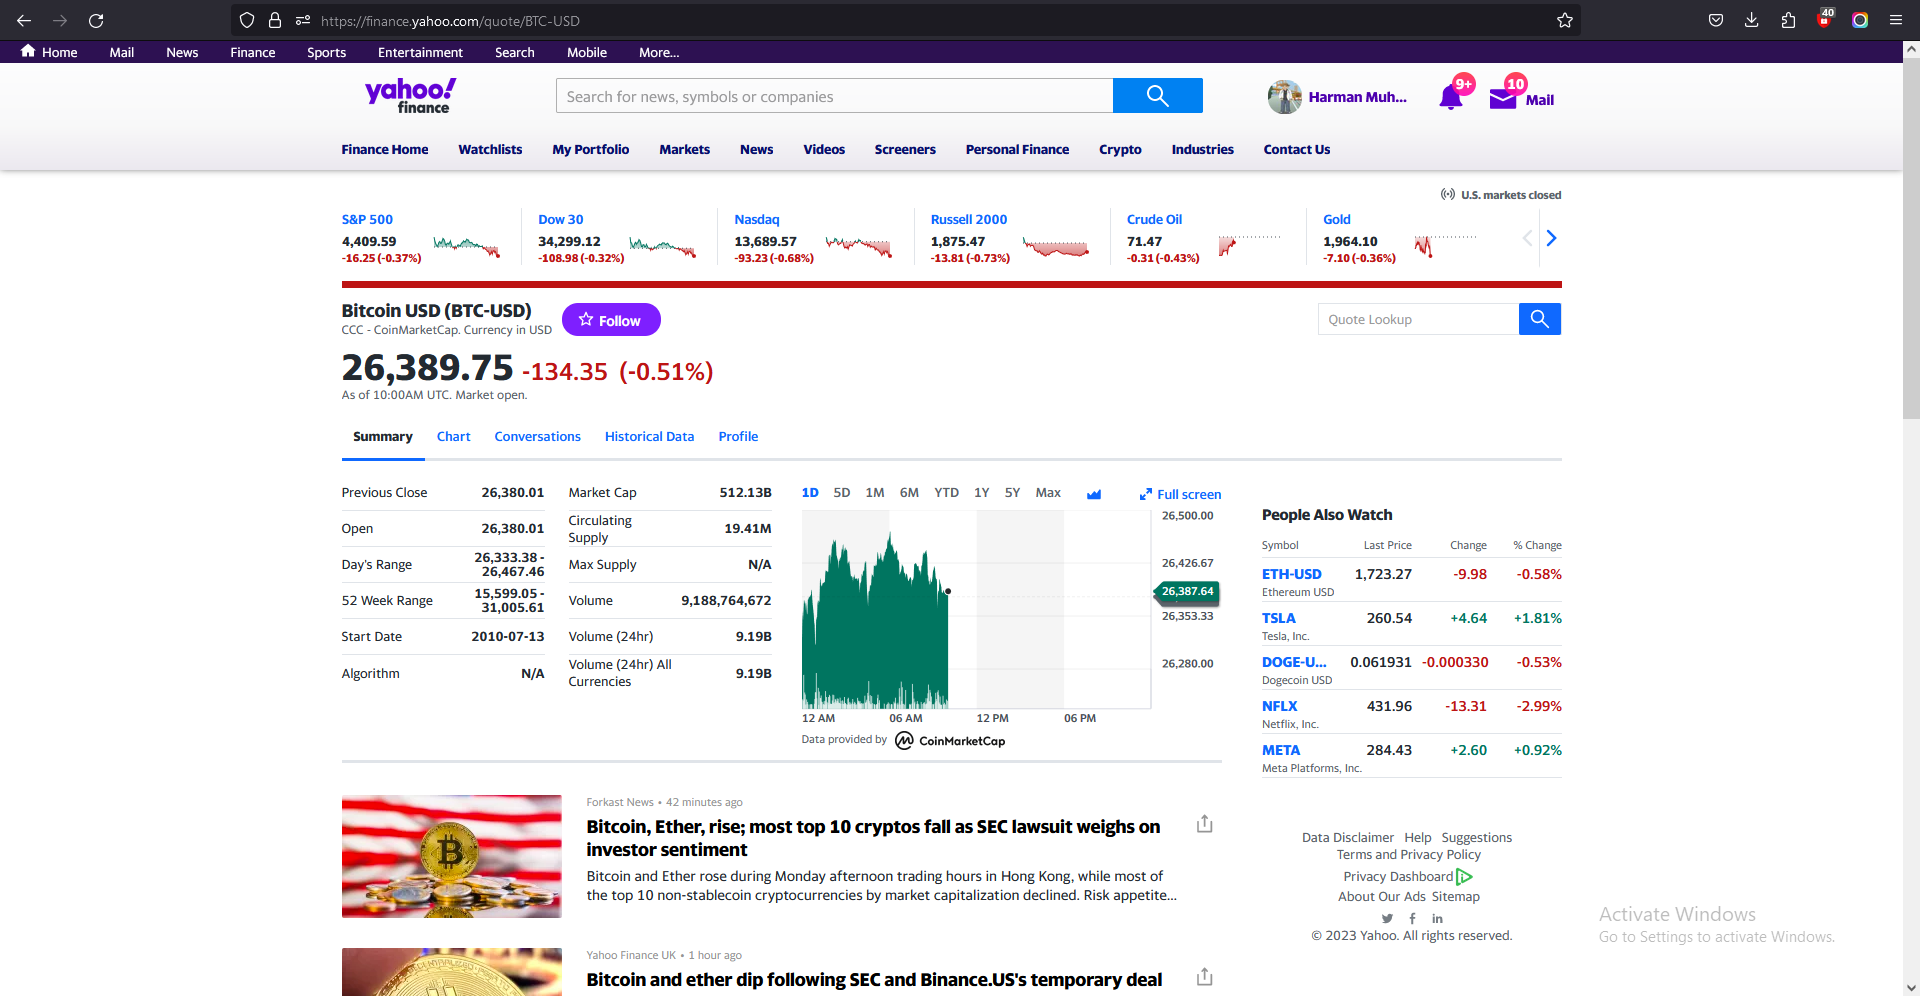 https://finance.yahoo.com/quote/BTC-USD
40
Home Mail News Finance Sports Entertainment Search Mobile More...
yahoo!
finance
Search for news, symbols or companies
Harman Muh...
9+
10
Mail
Finance Home Watchlists My Portfolio Markets News Videos Screeners Personal Finance Crypto Industries Contact Us
U.S. markets closed
S&P 500
4,409.59
-16.25 (-0.37%)
Dow 30
34,299.12
-108.98 (-0.32%)
Nasdaq
13,689.57
-93.23 (-0.68%)
Russell 2000
1,875.47
-13.81 (-0.73%)
Crude Oil
71.47
-0.31 (-0.43%)
Gold
1,964.10
-7.10 (-0.36%)
Bitcoin USD (BTC-USD)
CCC - CoinMarketCap. Currency in USD
Follow
Quote Lookup
26,389.75 -134.35 (-0.51%)
As of 10:00AM UTC. Market open.
Summary Chart Conversations Historical Data Profile
Previous Close 26,380.01
Open 26,380.01
Day's Range 26,333.38 -
26,467.46
52 Week Range 15,599.05 -
31,005.61
Start Date 2010-07-13
Algorithm N/A
Market Cap 512.13B
Circulating
Supply 19.41M
Max Supply N/A
Volume 9,188,764,672
Volume (24hr) 9.19B
Volume (24hr) All
Currencies 9.19B
1D 5D 1M 6M YTD 1Y 5Y Max
Full screen
26,500.00
26,426.67
26,387.64
26,353.33
26,280.00
12 AM 06 AM 12 PM 06 PM
Data provided by CoinMarketCap
People Also Watch
Symbol Last Price Change % Change
ETH-USD 1,723.27 -9.98 -0.58%
Ethereum USD
TSLA 260.54 +4.64 +1.81%
Tesla, Inc.
DOGE-U... 0.061931 -0.000330 -0.53%
Dogecoin USD
NFLX 431.96 -13.31 -2.99%
Netflix, Inc.
META 284.43 +2.60 +0.92%
Meta Platforms, Inc.
Forkast News • 42 minutes ago
Bitcoin, Ether, rise; most top 10 cryptos fall as SEC lawsuit weighs on
investor sentiment
Bitcoin and Ether rose during Monday afternoon trading hours in Hong Kong, while most of
the top 10 non-stablecoin cryptocurrencies by market capitalization declined. Risk appetite...
Yahoo Finance UK • 1 hour ago
Bitcoin and ether dip following SEC and Binance.US's temporary deal
Data Disclaimer Help Suggestions
Terms and Privacy Policy
Privacy Dashboard
About Our Ads Sitemap
© 2023 Yahoo. All rights reserved.
Activate Windows
Go to Settings to activate Windows.